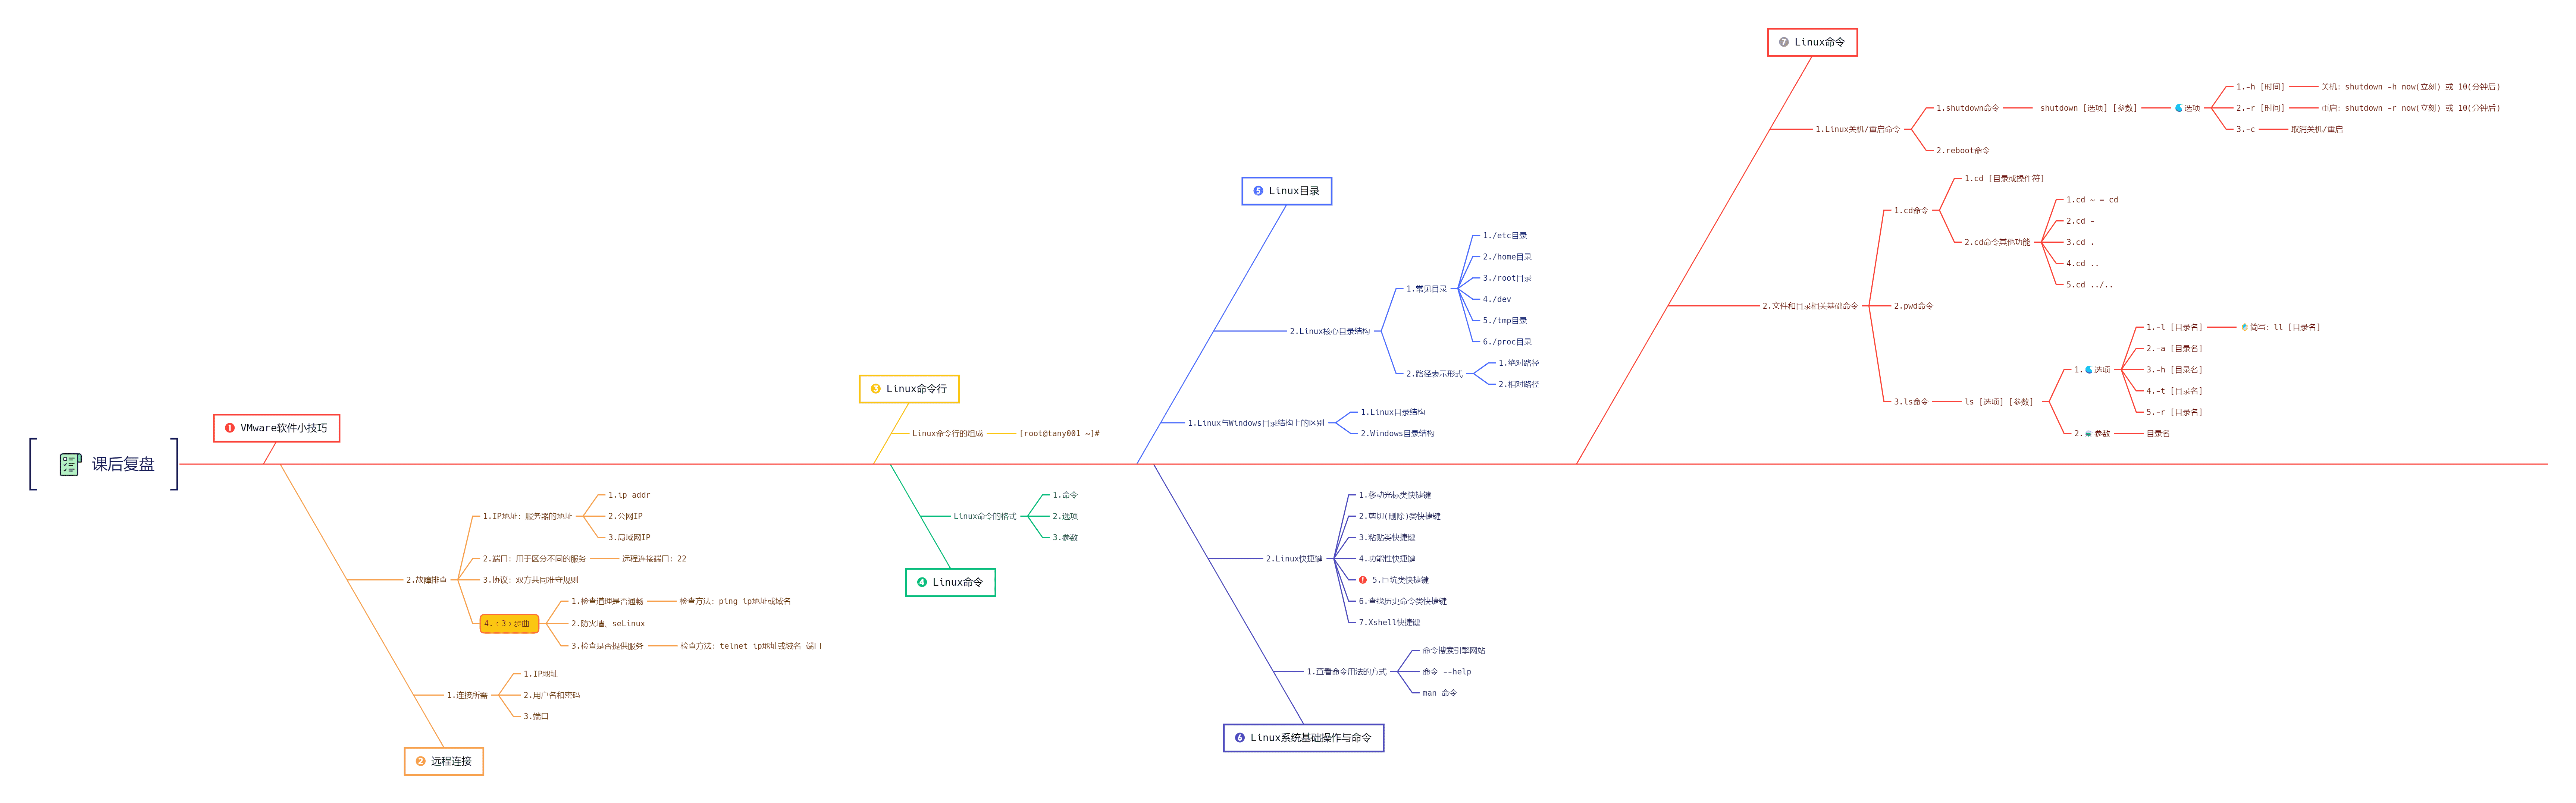 课后复盘
1 VMware软件小技巧
2 远程连接
2.故障排查
1.IP地址：服务器的地址
1.ip addr
2.公网IP
3.局域网IP
2.端口：用于区分不同的服务
远程连接端口：22
3.协议：双方共同准守规则
4.（3）步曲
1.检查道理是否通畅
检查方法：ping ip地址或域名
2.防火墙、seLinux
3.检查是否提供服务
检查方法：telnet ip地址或域名 端口
1.连接所需
1.IP地址
2.用户名和密码
3.端口
3 Linux命令行
Linux命令行的组成
[root@tany001 ~]#
4 Linux命令
Linux命令的格式
1.命令
2.选项
3.参数
5 Linux目录
2.Linux核心目录结构
1.常见目录
1./etc目录
2./home目录
3./root目录
4./dev
5./tmp目录
6./proc目录
2.路径表示形式
1.绝对路径
2.相对路径
1.Linux与Windows目录结构上的区别
1.Linux目录结构
2.Windows目录结构
6 Linux系统基础操作与命令
2.Linux快捷键
1.移动光标类快捷键
2.剪切(删除)类快捷键
3.粘贴类快捷键
4.功能性快捷键
5.巨坑类快捷键
6.查找历史命令类快捷键
7.Xshell快捷键
1.查看命令用法的方式
命令搜索引擎网站
命令 --help
man 命令
7 Linux命令
1.Linux关机/重启命令
1.shutdown命令
shutdown [选项] [参数]
选项
1.-h [时间]
关机：shutdown -h now(立刻) 或 10(分钟后)
2.-r [时间]
重启：shutdown -r now(立刻) 或 10(分钟后)
3.-c
取消关机/重启
2.reboot命令
2.文件和目录相关基础命令
1.cd命令
1.cd [目录或操作符]
2.cd命令其他功能
1.cd ~ = cd
2.cd -
3.cd .
4.cd ..
5.cd ../..
2.pwd命令
3.ls命令
ls [选项] [参数]
1.选项
1.-l [目录名]
简写：ll [目录名]
2.-a [目录名]
3.-h [目录名]
4.-t [目录名]
5.-r [目录名]
2.参数
目录名